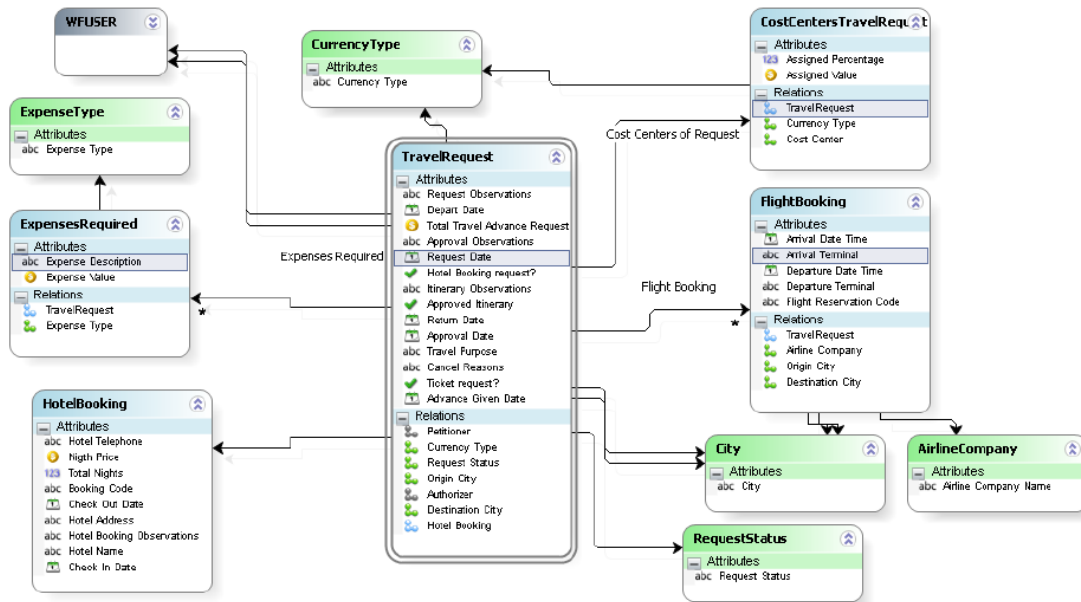 WFUSER
ExpenseType
Attributes
abc Expense Type
ExpensesRequired
Attributes
abc Expense Description
Expense Value
Relations
TravelRequest
Expense Type
HotelBooking
Attributes
abc Hotel Telephone
Nigth Price
123 Total Nights
abc Booking Code
Check Out Date
abc Hotel Address
abc Hotel Booking Observations
abc Hotel Name
Check In Date
CurrencyType
Attributes
abc Currency Type
Expenses Required
*
TravelRequest
Attributes
abc Request Observations
Depart Date
Total Travel Advance Request
abc Approval Observations
Request Date
Hotel Booking request?
abc Itinerary Observations
Approved Itinerary
Return Date
Approval Date
abc Travel Purpose
abc Cancel Reasons
Ticket request?
Advance Given Date
Relations
Petitioner
Currency Type
Request Status
Origin City
Authorizer
Destination City
Hotel Booking
Cost Centers of Request
Flight Booking
*
CostCentersTravelRequest
Attributes
123 Assigned Percentage
Assigned Value
Relations
TravelRequest
Currency Type
Cost Center
FlightBooking
Attributes
Arrival Date Time
abc Arrival Terminal
Departure Date Time
abc Departure Terminal
abc Flight Reservation Code
Relations
TravelRequest
Airline Company
Origin City
Destination City
City
Attributes
abc City
AirlineCompany
Attributes
abc Airline Company Name
RequestStatus
Attributes
abc Request Status